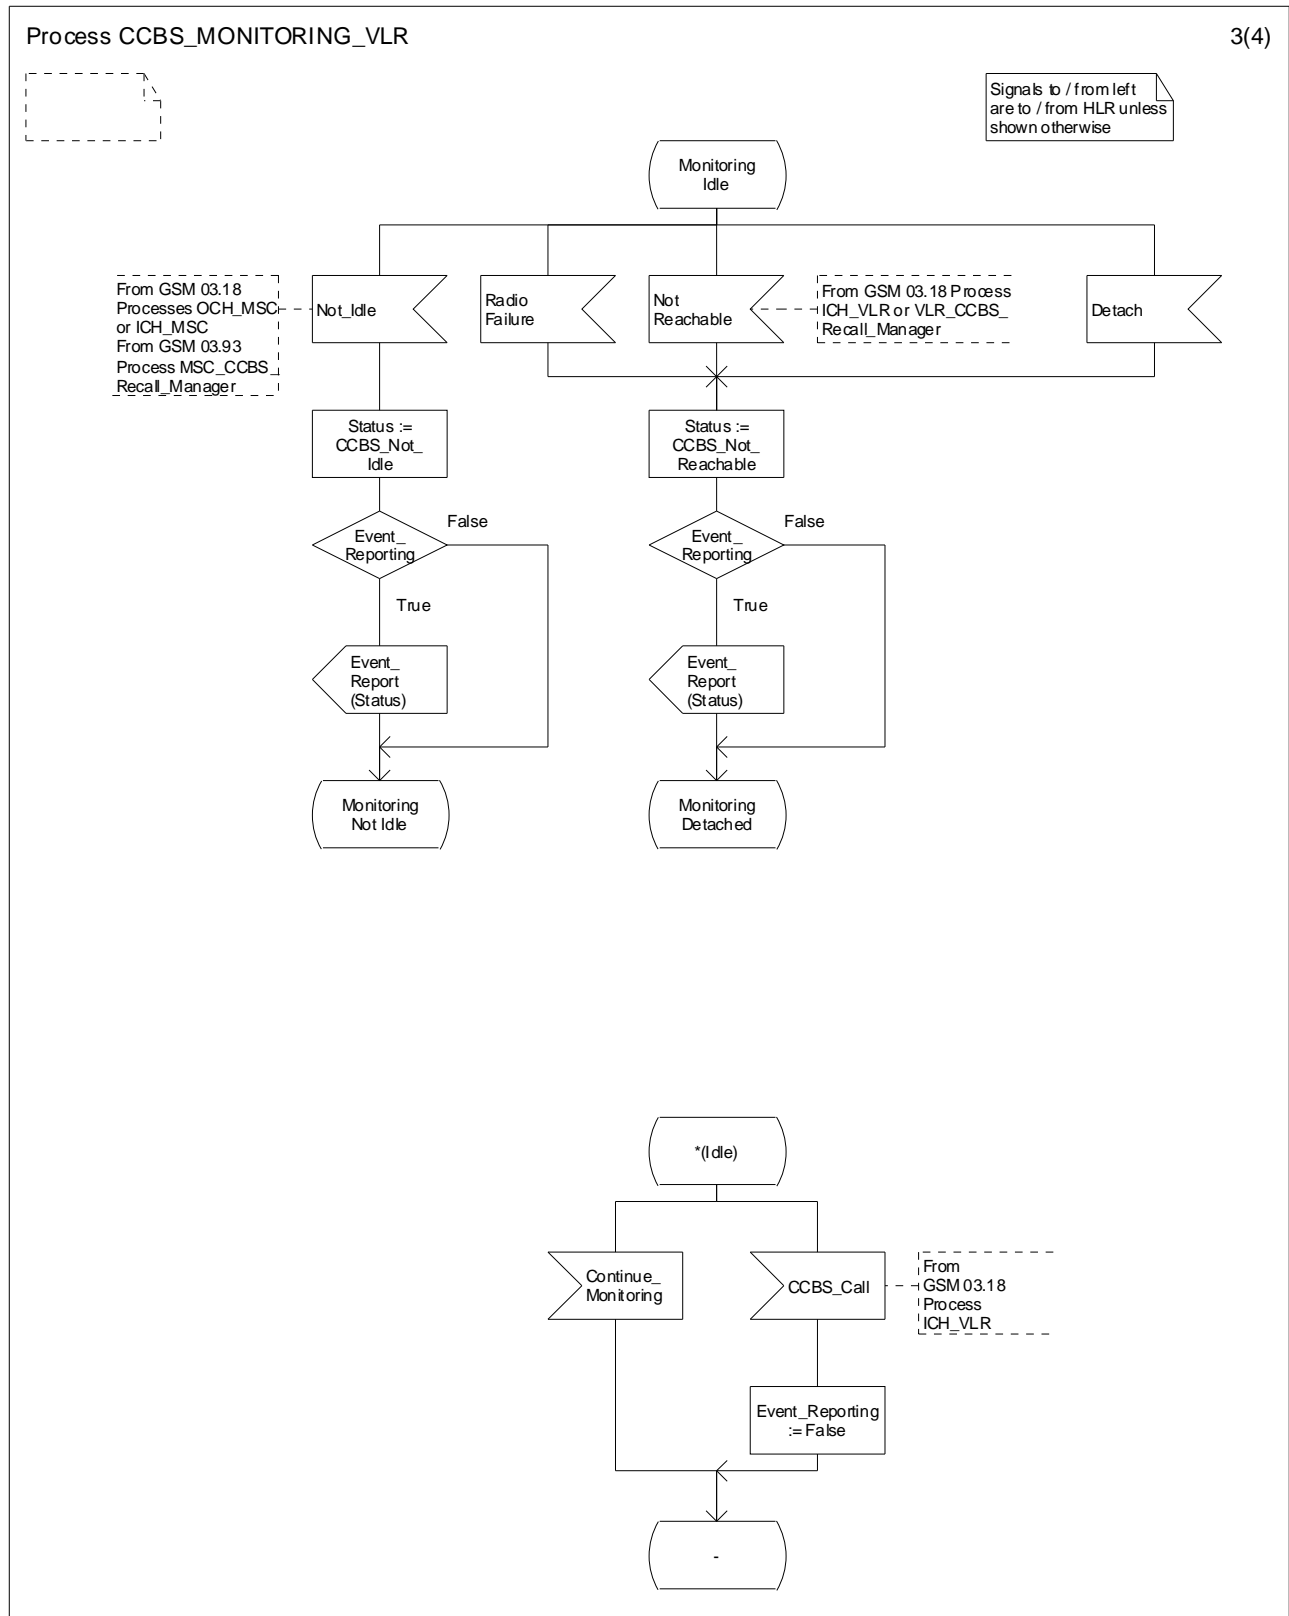 Process CCBS_MONITORING_VLR
3(4)
Signals to / from left
are to / from HLR unless
shown otherwise
Monitoring
Idle
From GSM 03.18
Processes OCH_MSC
or ICH_MSC
From GSM 03.93
Process MSC_CCBS_
Recall_Manager
Not_Idle
Radio
Failure
Not
Reachable
From GSM 03.18 Process
ICH_VLR or VLR_CCBS_
Recall_Manager
Detach
Status :=
CCBS_Not_
Idle
Status :=
CCBS_Not_
Reachable
Event_
Reporting
False
Event_
Reporting
False
True
True
Event_
Report
(Status)
Event_
Report
(Status)
Monitoring
Not Idle
Monitoring
Detached
*(Idle)
Continue_
Monitoring
CCBS_Call
From
GSM 03.18
Process
ICH_VLR
Event_Reporting
:= False
-